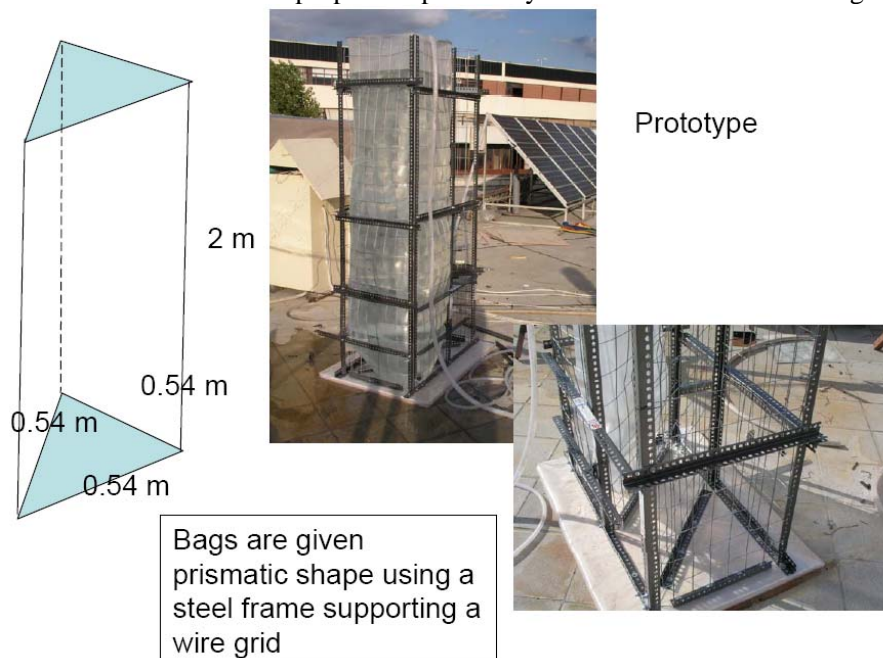 Prototype
2 m
0.54 m
0.54 m
0.54 m
Bags are given
prismatic shape using a
steel frame supporting a
wire grid